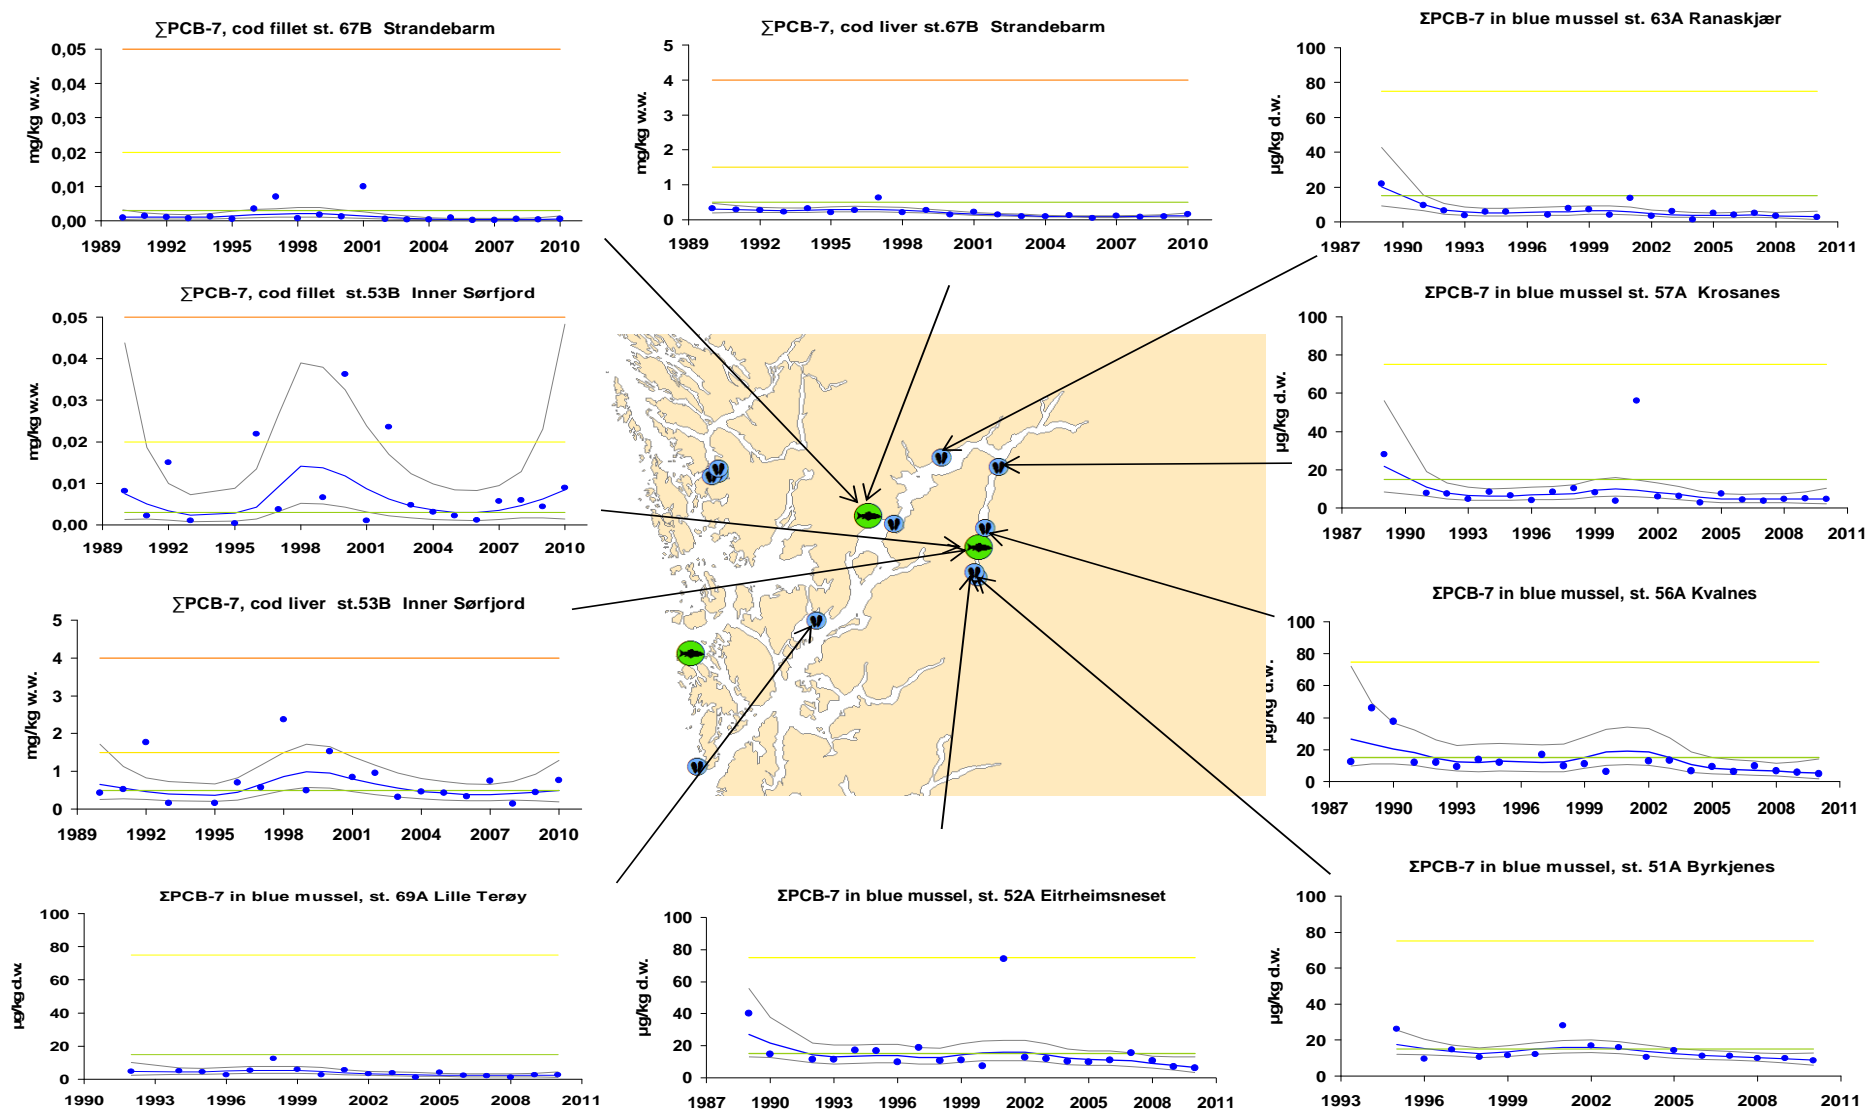 ∑PCB-7, cod fillet st. 67B Strandebarm
mg/kg w.w.
0,05
0,04
0,03
0,02
0,01
0,00
1989 1992 1995 1998 2001 2004 2007 2010
∑PCB-7, cod liver st.67B Strandebarm
mg/kg w.w.
5
4
3
2
1
0
1989 1992 1995 1998 2001 2004 2007 2010
ΣPCB-7 in blue mussel st. 63A Ranaskjær
µg/kg d.w.
100
80
60
40
20
0
1987 1990 1993 1996 1999 2002 2005 2008 2011
∑PCB-7, cod fillet st.53B Inner Sørfjord
mg/kg w.w.
0,05
0,04
0,03
0,02
0,01
0,00
1989 1992 1995 1998 2001 2004 2007 2010
ΣPCB-7 in blue mussel st. 57A Krosanes
µg/kg d.w.
100
80
60
40
20
0
1987 1990 1993 1996 1999 2002 2005 2008 2011
∑PCB-7, cod liver st.53B Inner Sørfjord
mg/kg w.w.
5
4
3
2
1
0
1989 1992 1995 1998 2001 2004 2007 2010
ΣPCB-7 in blue mussel, st. 56A Kvalnes
µg/kg d.w.
100
80
60
40
20
0
1987 1990 1993 1996 1999 2002 2005 2008 2011
ΣPCB-7 in blue mussel, st. 69A Lille Terøy
µg/kg d.w.
100
80
60
40
20
0
1990 1993 1996 1999 2002 2005 2008 2011
ΣPCB-7 in blue mussel, st. 52A Eitrheimsneset
µg/kg d.w.
100
80
60
40
20
0
1987 1990 1993 1996 1999 2002 2005 2008 2011
ΣPCB-7 in blue mussel, st. 51A Byrkjenes
µg/kg d.w.
100
80
60
40
20
0
1993 1996 1999 2002 2005 2008 2011